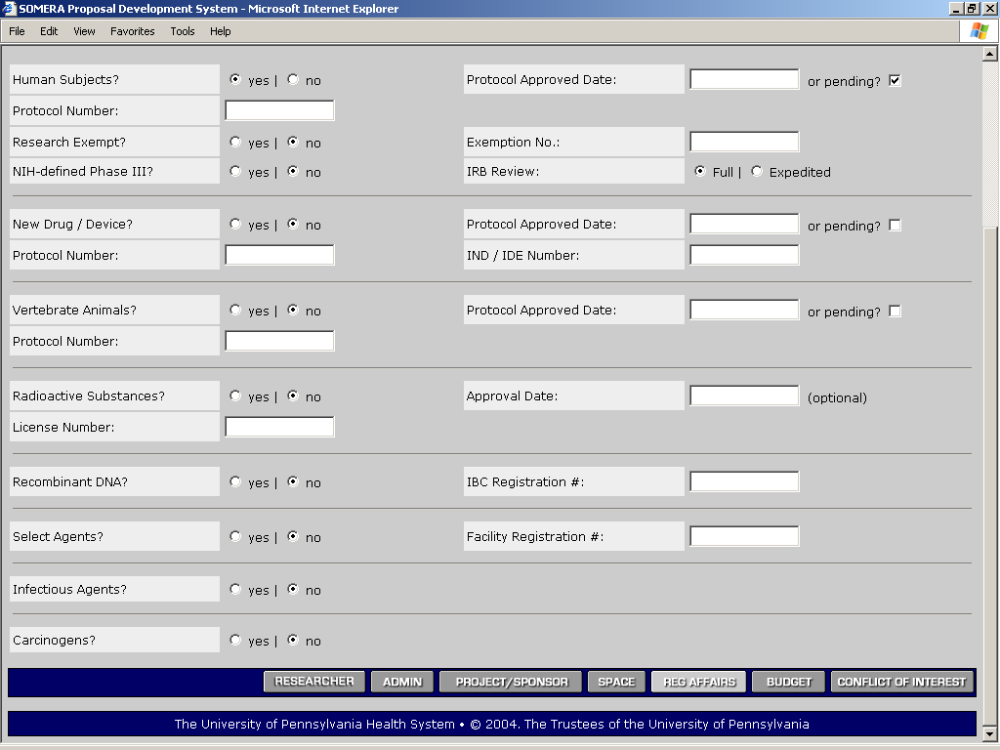 SOMERA Proposal Development System - Microsoft Internet Explorer
File Edit View Favorites Tools Help
Human Subjects? yes | no Protocol Approved Date: or pending?
Protocol Number:
Research Exempt? yes | no Exemption No.:
NIH-defined Phase III? yes | no IRB Review: Full | Expedited
New Drug / Device? yes | no Protocol Approved Date: or pending?
Protocol Number: IND / IDE Number:
Vertebrate Animals? yes | no Protocol Approved Date: or pending?
Protocol Number:
Radioactive Substances? yes | no Approval Date: (optional)
License Number:
Recombinant DNA? yes | no IBC Registration #:
Select Agents? yes | no Facility Registration #:
Infectious Agents? yes | no
Carcinogens? yes | no
RESEARCHER ADMIN PROJECT/SPONSOR SPACE REG AFFAIRS BUDGET CONFLICT OF INTEREST
The University of Pennsylvania Health System • © 2004. The Trustees of the University of Pennsylvania